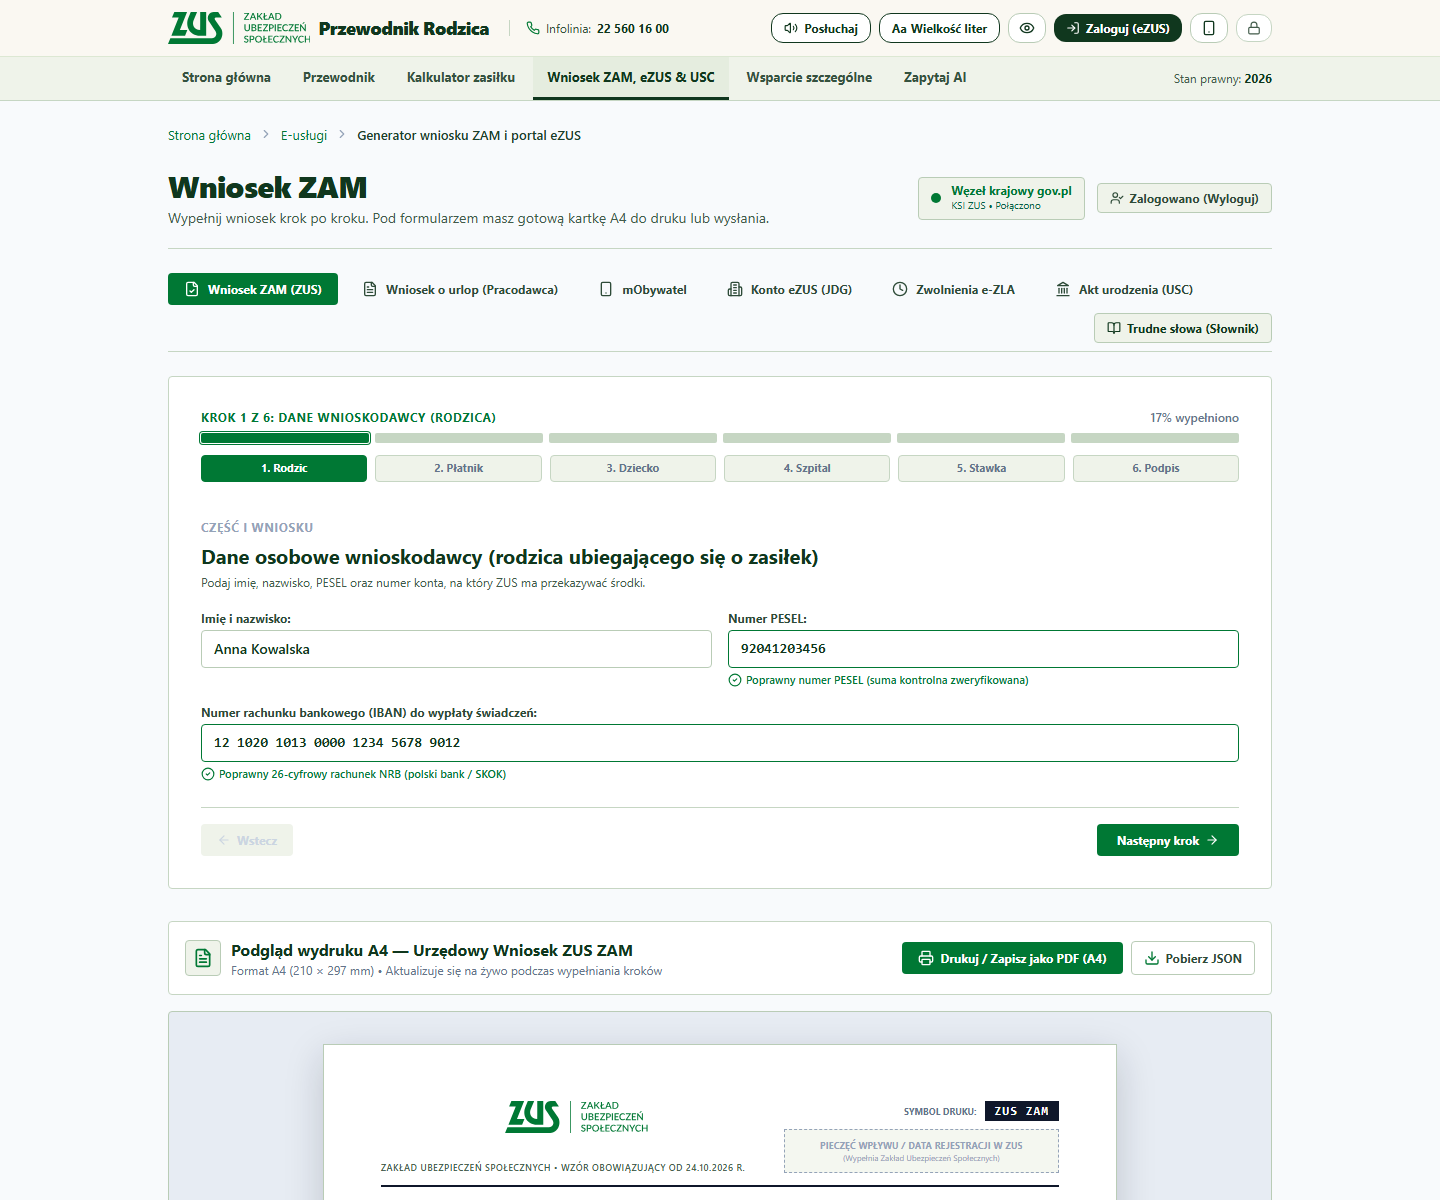 ZUS ZAKŁAD UBEZPIECZEŃ SPOŁECZNYCH Przewodnik Rodzica Infolinia: 22 560 16 00 Posłuchaj Aa Wielkość liter Zaloguj (eZUS)
Strona główna Przewodnik Kalkulator zasiłku Wniosek ZAM, eZUS & USC Wsparcie szczególne Zapytaj AI Stan prawny: 2026
Strona główna E-usługi Generator wniosku ZAM i portal eZUS
Wniosek ZAM
Wypełnij wniosek krok po kroku. Pod formularzem masz gotową kartkę A4 do druku lub wysłania.
Węzeł krajowy gov.pl
KSI ZUS • Połączono
Zalogowano (Wyloguj)
Wniosek ZAM (ZUS) Wniosek o urlop (Pracodawca) mObywatel Konto eZUS (JDG) Zwolnienia e-ZLA Akt urodzenia (USC)
Trudne słowa (Słownik)
KROK 1 Z 6: DANE WNIOSKODAWCY (RODZICA) 17% wypełniono
1. Rodzic 2. Płatnik 3. Dziecko 4. Szpital 5. Stawka 6. Podpis
CZĘŚĆ I WNIOSKU
Dane osobowe wnioskodawcy (rodzica ubiegającego się o zasiłek)
Podaj imię, nazwisko, PESEL oraz numer konta, na który ZUS ma przekazywać środki.
Imię i nazwisko: Numer PESEL:
Anna Kowalska 92041203456
Poprawny numer PESEL (suma kontrolna zweryfikowana)
Numer rachunku bankowego (IBAN) do wypłaty świadczeń:
12 1020 1013 0000 1234 5678 9012
Poprawny 26-cyfrowy rachunek NRB (polski bank / SKOK)
Wstecz Następny krok
Podgląd wydruku A4 — Urzędowy Wniosek ZUS ZAM
Format A4 (210 × 297 mm) • Aktualizuje się na żywo podczas wypełniania kroków
Drukuj / Zapisz jako PDF (A4) Pobierz JSON
ZUS ZAKŁAD UBEZPIECZEŃ SPOŁECZNYCH
SYMBOL DRUKU: ZUS ZAM
PIECZĘĆ WPŁYWU / DATA REJESTRACJI W ZUS
(Wypełnia Zakład Ubezpieczeń Społecznych)
ZAKŁAD UBEZPIECZEŃ SPOŁECZNYCH • WZÓR OBOWIĄZUJĄCY OD 24.10.2026 R.